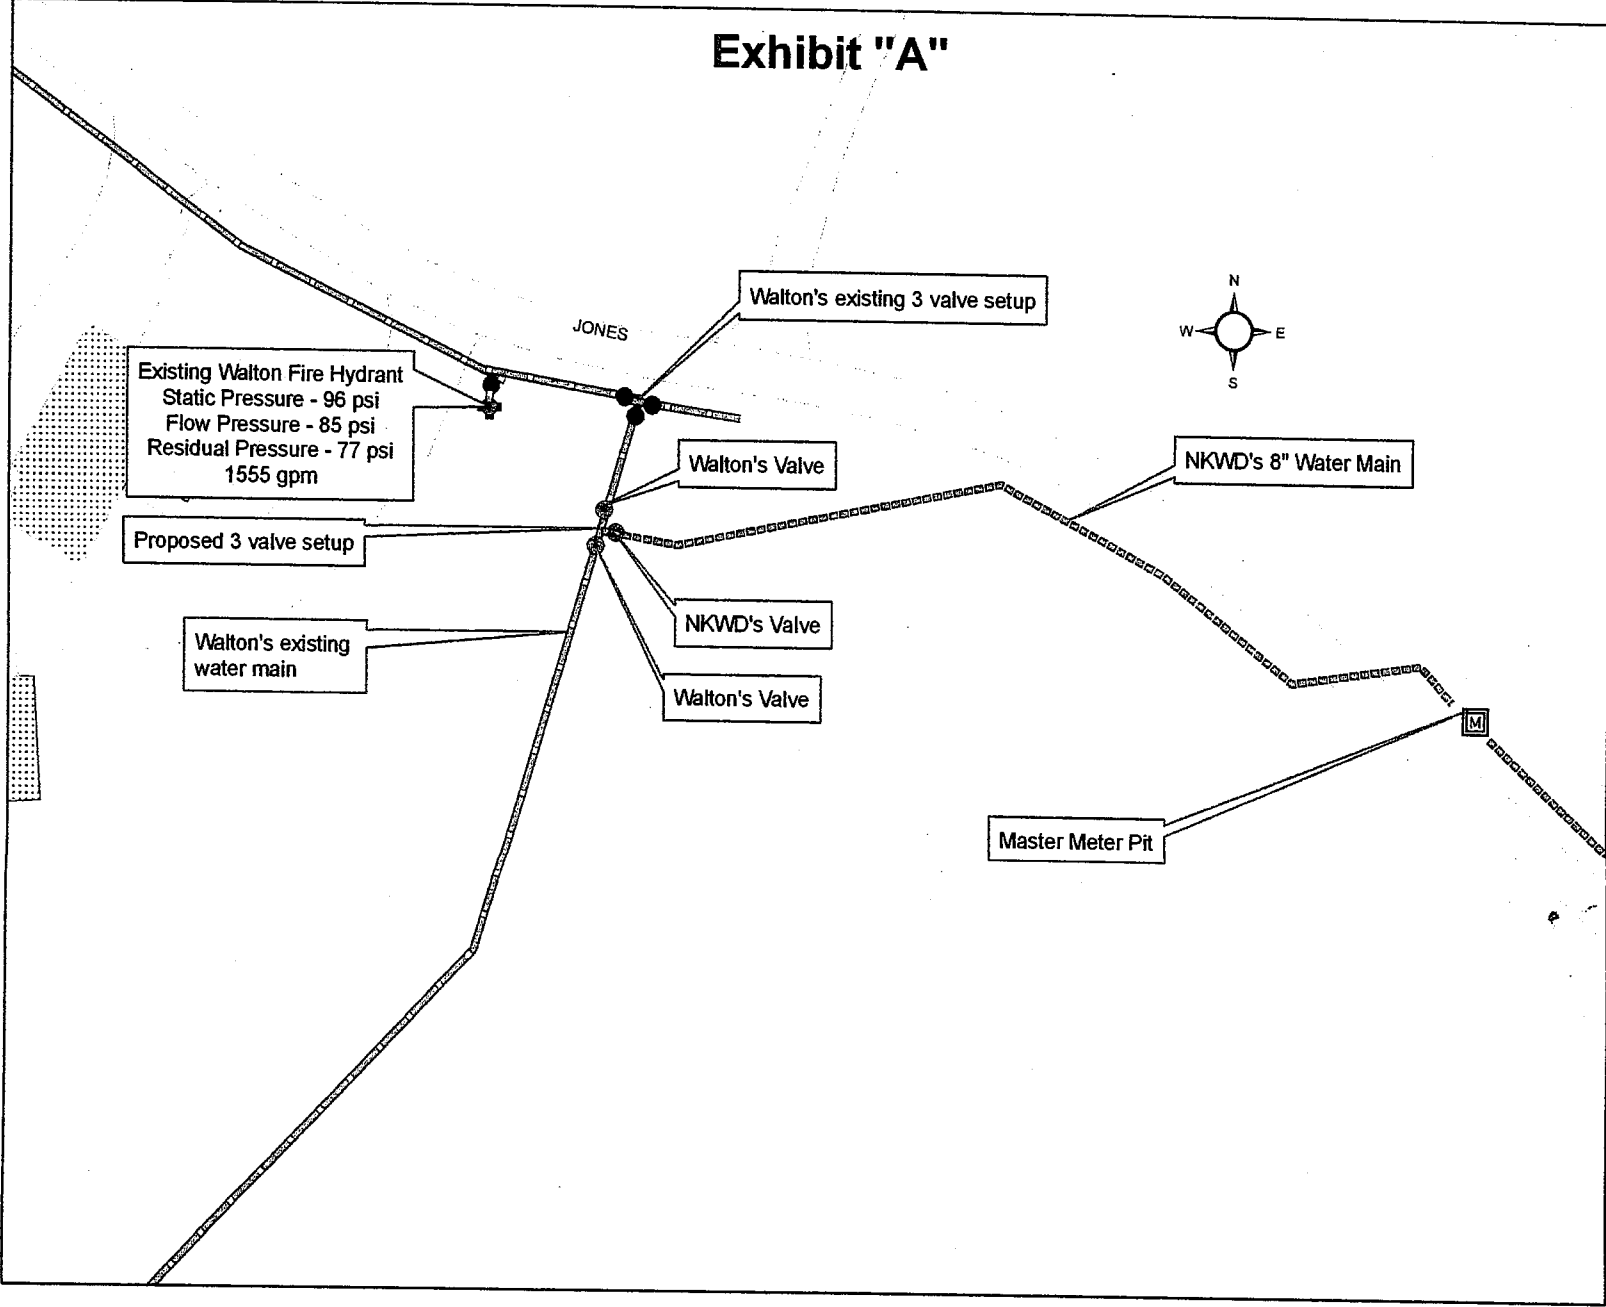 Exhibit "A"
Walton's existing 3 valve setup
JONES
N
W E
S
Existing Walton Fire Hydrant
Static Pressure - 96 psi
Flow Pressure - 85 psi
Residual Pressure - 77 psi
1555 gpm
Walton's Valve
NKWD's 8" Water Main
Proposed 3 valve setup
NKWD's Valve
Walton's existing
water main
Walton's Valve
M
Master Meter Pit